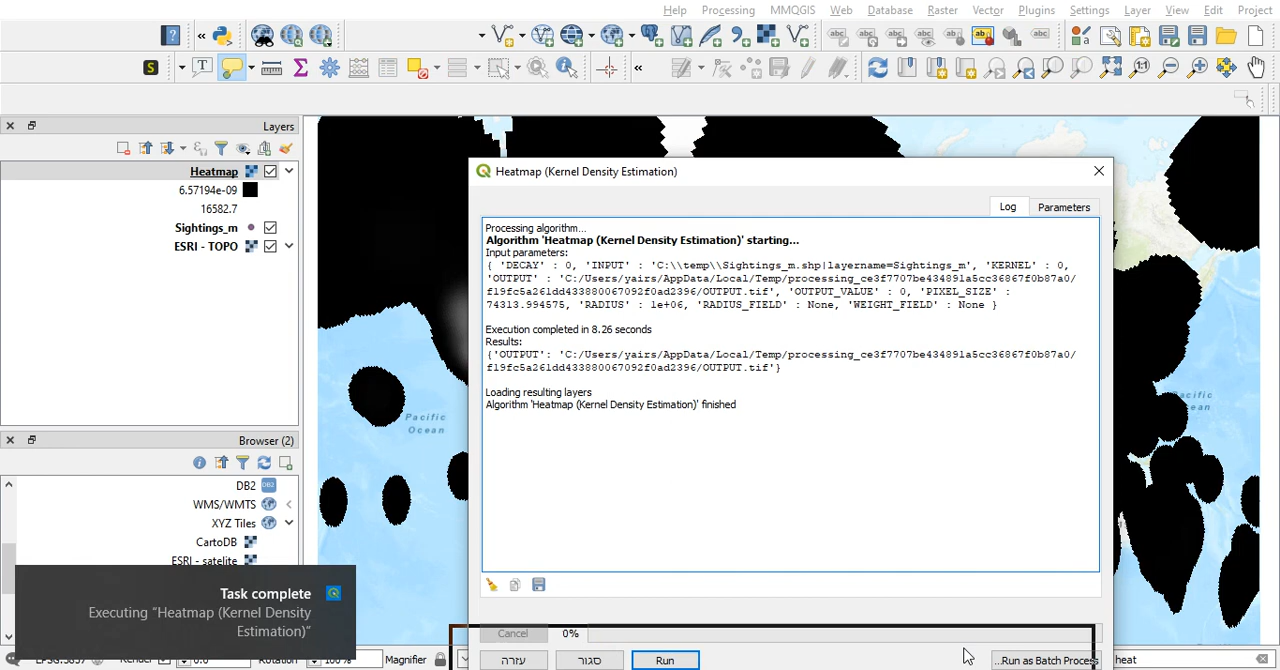 Project Edit View Layer Settings Plugins Vector Raster Database Web MMQGIS Processing Help
Layers
Heatmap
6.57194e-09
16582.7
Sightings_m
ESRI - TOPO
Browser (2)
DB2
WMS/WMTS
XYZ Tiles
CartoDB
ESRI - satelite
Task complete
Executing "Heatmap (Kernel Density
Estimation)"
Pacific
Ocean
Heatmap (Kernel Density Estimation)
Log Parameters
Processing algorithm...
Algorithm 'Heatmap (Kernel Density Estimation)' starting...
Input parameters:
{ 'DECAY' : 0, 'INPUT' : 'C:\\temp\\Sightings_m.shp|layername=Sightings_m', 'KERNEL' : 0,
'OUTPUT' : 'C:/Users/yairs/AppData/Local/Temp/processing_ce3f7707be434891a5cc36867f0b87a0/
f19fc5a261dd433880067092f0ad2396/OUTPUT.tif', 'OUTPUT_VALUE' : 0, 'PIXEL_SIZE' :
74313.994575, 'RADIUS' : 1e+06, 'RADIUS_FIELD' : None, 'WEIGHT_FIELD' : None }
Execution completed in 8.26 seconds
Results:
{'OUTPUT': 'C:/Users/yairs/AppData/Local/Temp/processing_ce3f7707be434891a5cc36867f0b87a0/
f19fc5a261dd433880067092f0ad2396/OUTPUT.tif'}
Loading resulting layers
Algorithm 'Heatmap (Kernel Density Estimation)' finished
Cancel 0%
עזרה סגור Run ...Run as Batch Process
Rotation 100 % Magnifier
heat